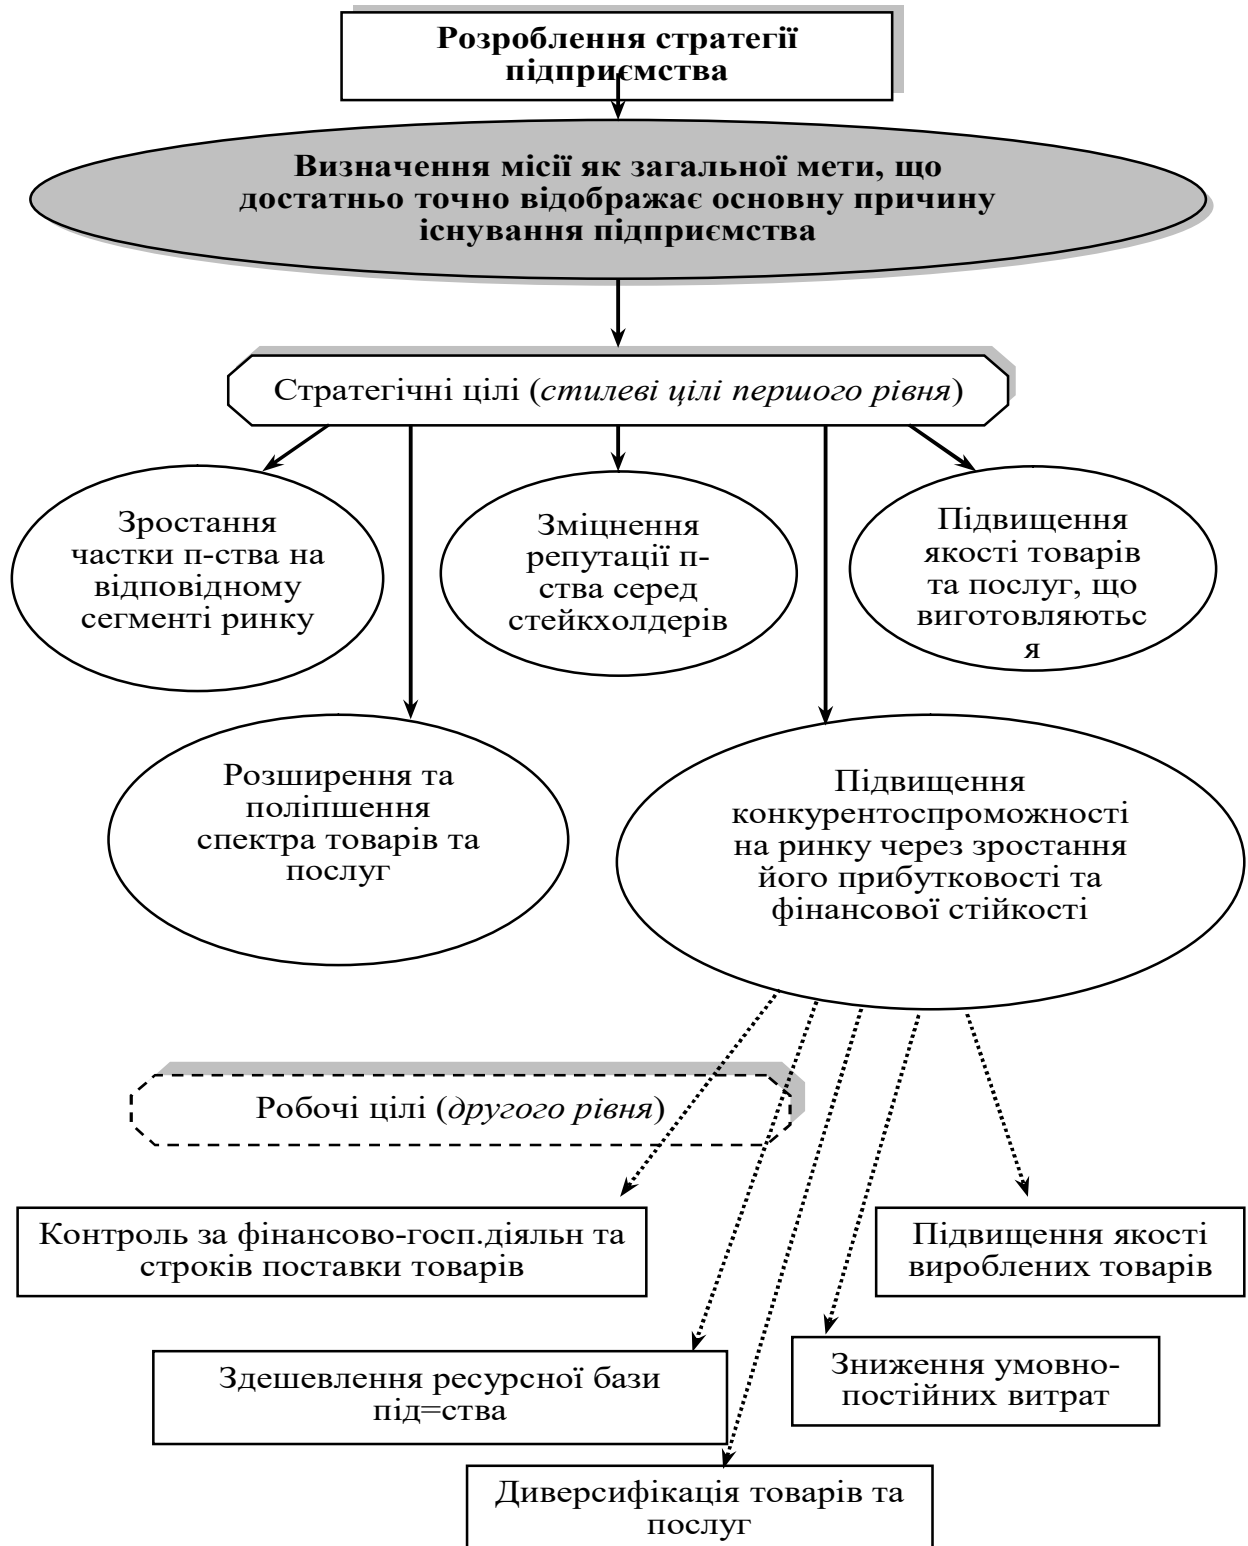 Розроблення стратегії
підприємства
Визначення місії як загальної мети, що
достатньо точно відображає основну причину
існування підприємства
Стратегічні цілі (стилеві цілі першого рівня)
Зростання
частки п-ства на
відповідному
сегменті ринку
Зміцнення
репутації п-
ства серед
стейкхолдерів
Підвищення
якості товарів
та послуг, що
виготовляютьс
я
Розширення та
поліпшення
спектра товарів та
послуг
Підвищення
конкурентоспроможності
на ринку через зростання
його прибутковості та
фінансової стійкості
Робочі цілі (другого рівня)
Контроль за фінансово-госп.діяльн та
строків поставки товарів
Підвищення якості
вироблених товарів
Здешевлення ресурсної бази
під=ства
Зниження умовно-
постійних витрат
Диверсифікація товарів та
послуг